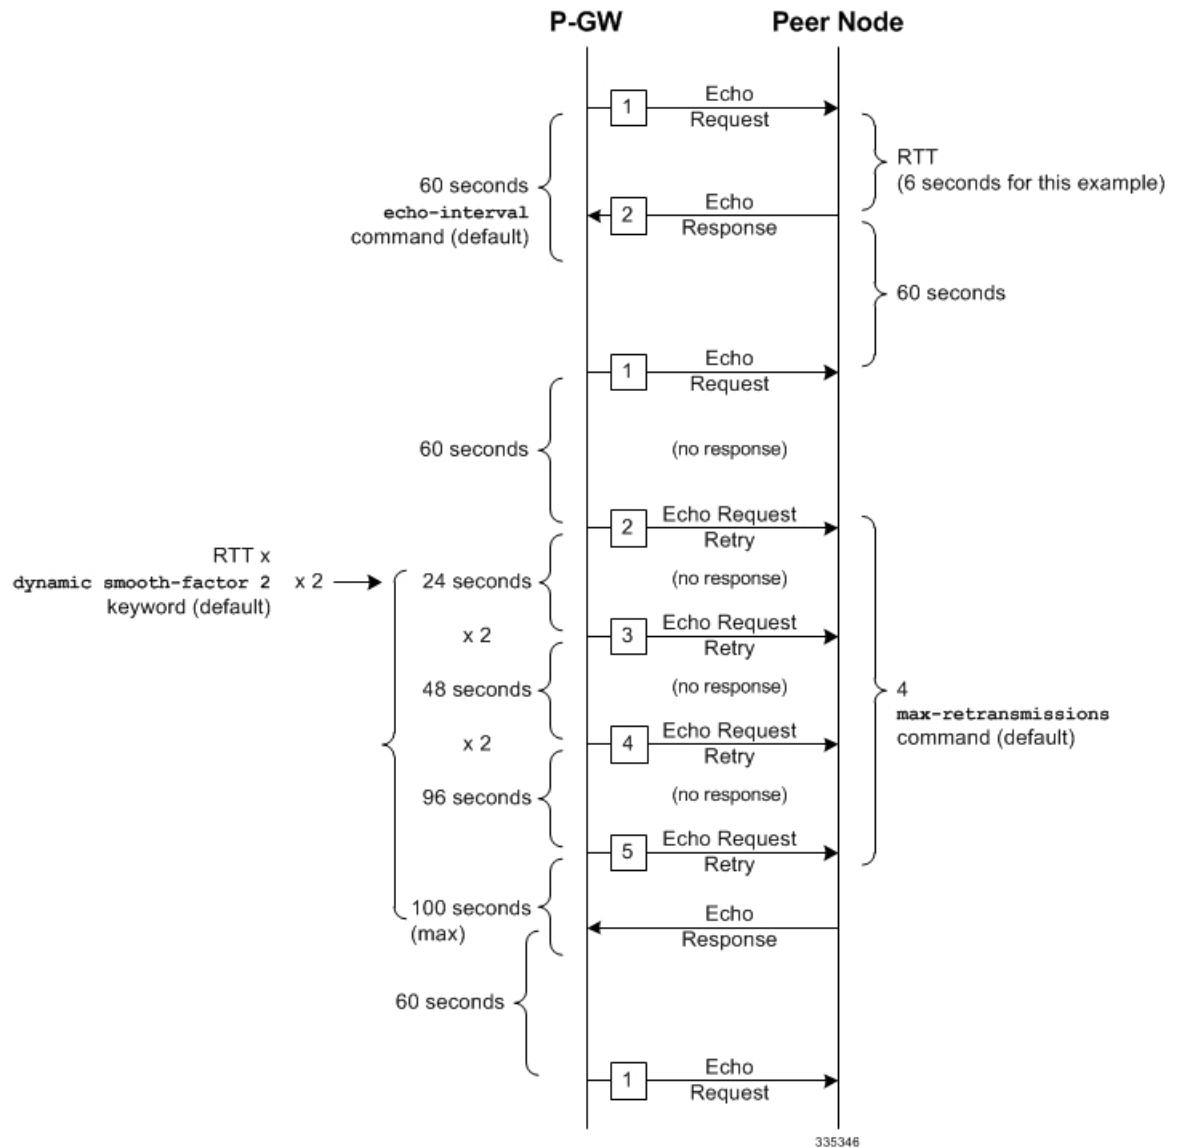 P-GW
Peer Node
1
Echo
Request
RTT
(6 seconds for this example)
60 seconds
echo-interval
command (default)
2
Echo
Response
60 seconds
1
Echo
Request
60 seconds
(no response)
2
Echo Request
Retry
RTT x
dynamic smooth-factor 2
keyword (default)
x 2
24 seconds
(no response)
x 2
3
Echo Request
Retry
48 seconds
(no response)
4
max-retransmissions
command (default)
x 2
4
Echo Request
Retry
96 seconds
(no response)
5
Echo Request
Retry
100 seconds
(max)
Echo
Response
60 seconds
1
Echo
Request
335346